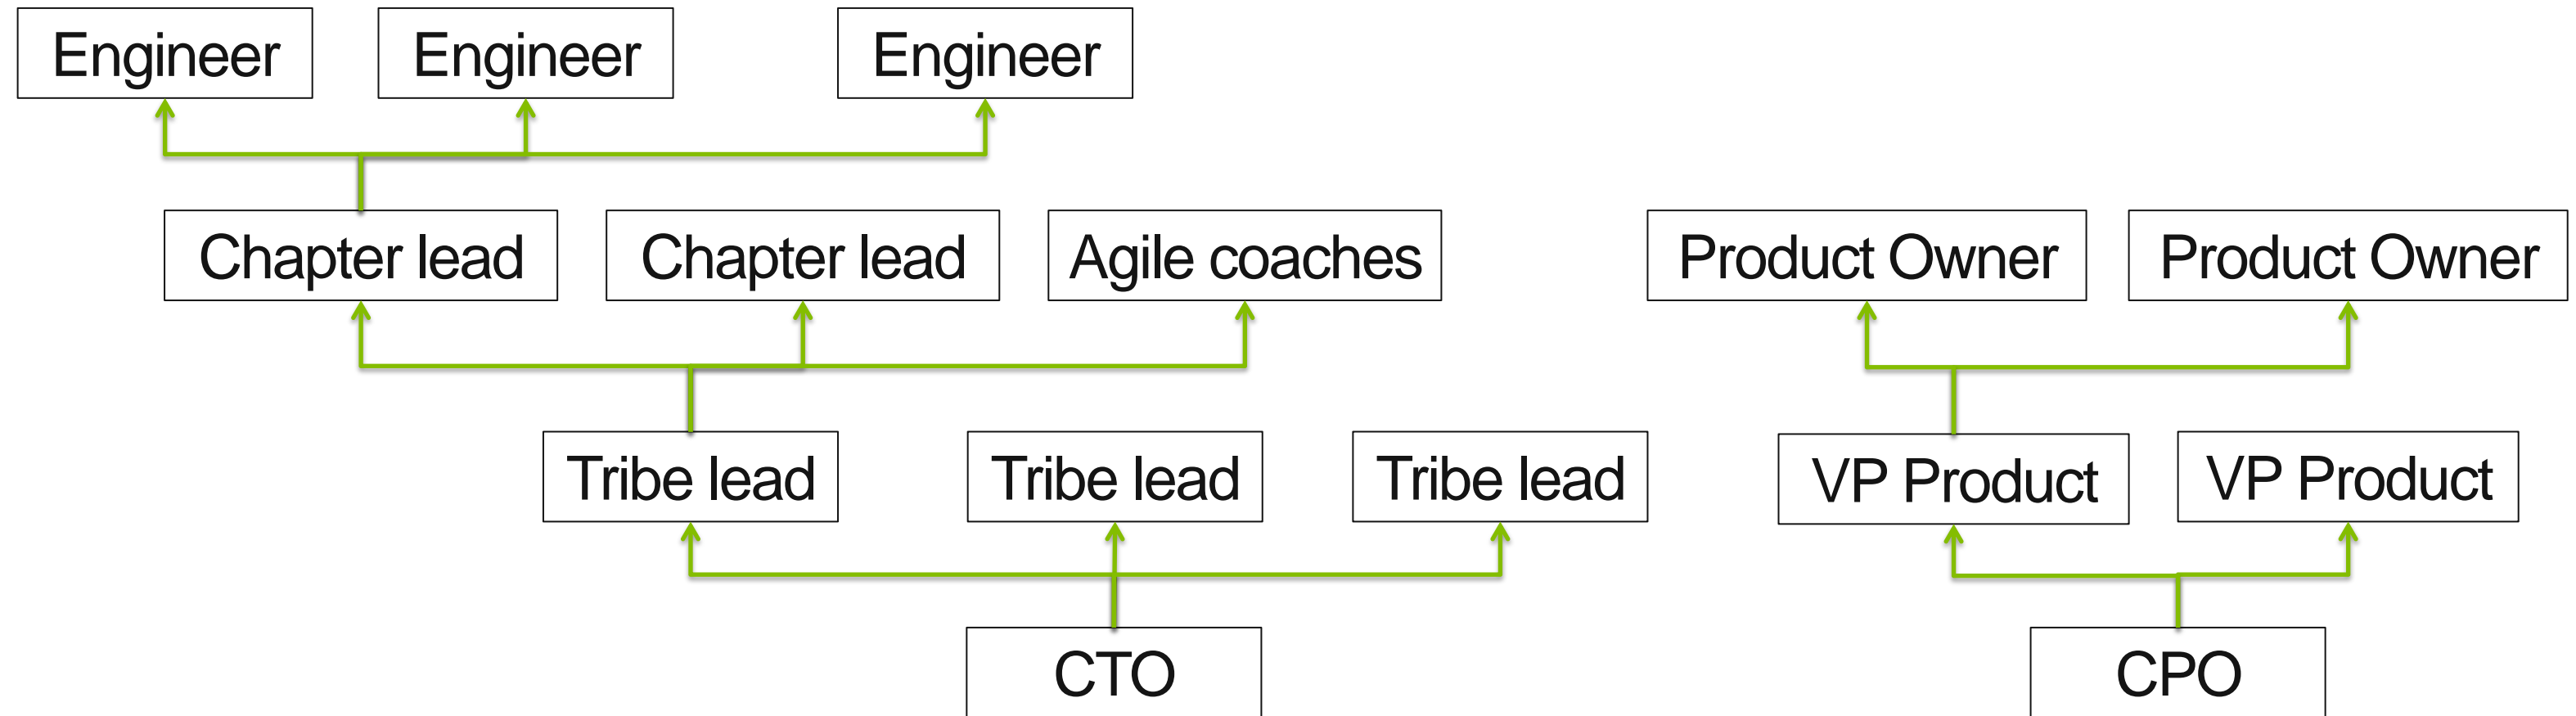 Engineer
Engineer
Engineer
Chapter lead
Chapter lead
Agile coaches
Product Owner
Product Owner
Tribe lead
Tribe lead
Tribe lead
VP Product
VP Product
CTO
CPO